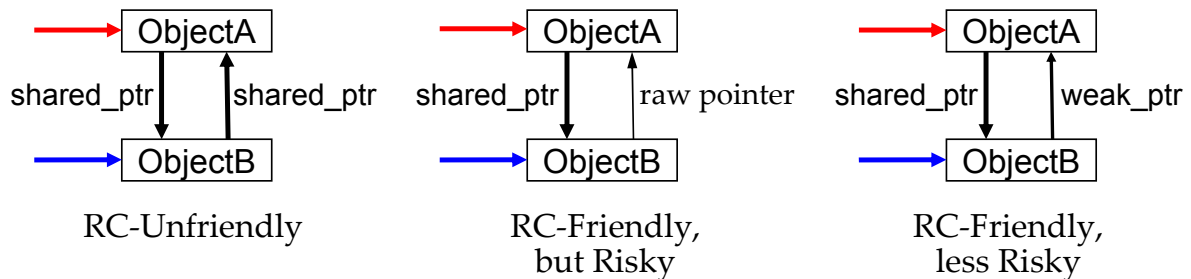 ObjectA
shared_ptr shared_ptr
ObjectB
RC-Unfriendly
ObjectA
shared_ptr raw pointer
ObjectB
RC-Friendly,
but Risky
ObjectA
shared_ptr weak_ptr
ObjectB
RC-Friendly,
less Risky